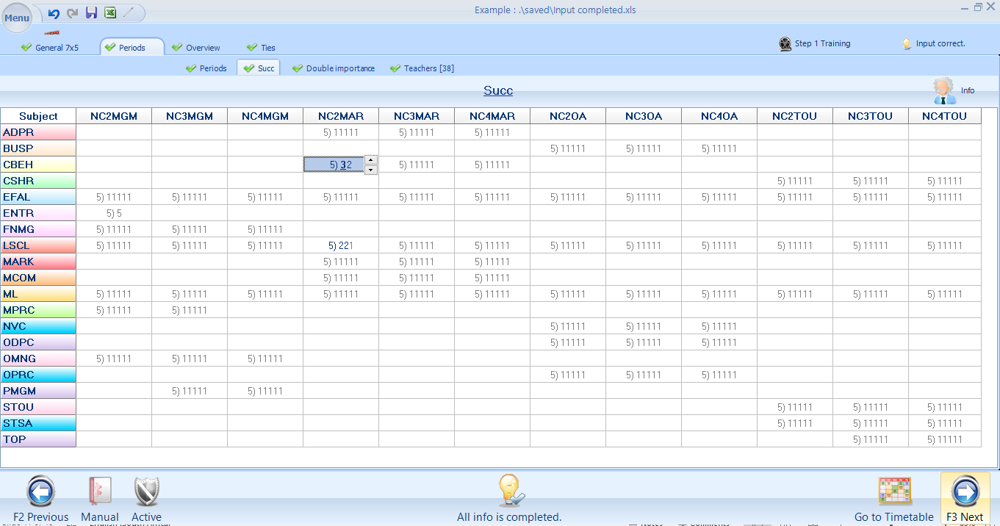 Example : .\saved\Input completed.xls
Menu
General 7x5 Periods Overview Ties Step 1 Training Input correct.
Periods Succ Double importance Teachers [38]
Succ Info
Subject NC2MGM NC3MGM NC4MGM NC2MAR NC3MAR NC4MAR NC2OA NC3OA NC4OA NC2TOU NC3TOU NC4TOU
ADPR 5) 11111 5) 11111 5) 11111
BUSP 5) 11111 5) 11111 5) 11111
CBEH 5) 32 5) 11111 5) 11111
CSHR 5) 11111 5) 11111 5) 11111
EFAL 5) 11111 5) 11111 5) 11111 5) 11111 5) 11111 5) 11111 5) 11111 5) 11111 5) 11111 5) 11111 5) 11111 5) 11111
ENTR 5) 5
FNMG 5) 11111 5) 11111 5) 11111
LSCL 5) 11111 5) 11111 5) 11111 5) 221 5) 11111 5) 11111 5) 11111 5) 11111 5) 11111 5) 11111 5) 11111 5) 11111
MARK 5) 11111 5) 11111 5) 11111
MCOM 5) 11111 5) 11111 5) 11111
ML 5) 11111 5) 11111 5) 11111 5) 11111 5) 11111 5) 11111 5) 11111 5) 11111 5) 11111 5) 11111 5) 11111 5) 11111
MPRC 5) 11111 5) 11111
NVC 5) 11111 5) 11111 5) 11111
ODPC 5) 11111 5) 11111 5) 11111
OMNG 5) 11111 5) 11111 5) 11111
OPRC 5) 11111 5) 11111 5) 11111
PMGM 5) 11111 5) 11111
STOU 5) 11111 5) 11111 5) 11111
STSA 5) 11111 5) 11111 5) 11111
TOP 5) 11111 5) 11111
F2 Previous Manual Active All info is completed. Go to Timetable F3 Next